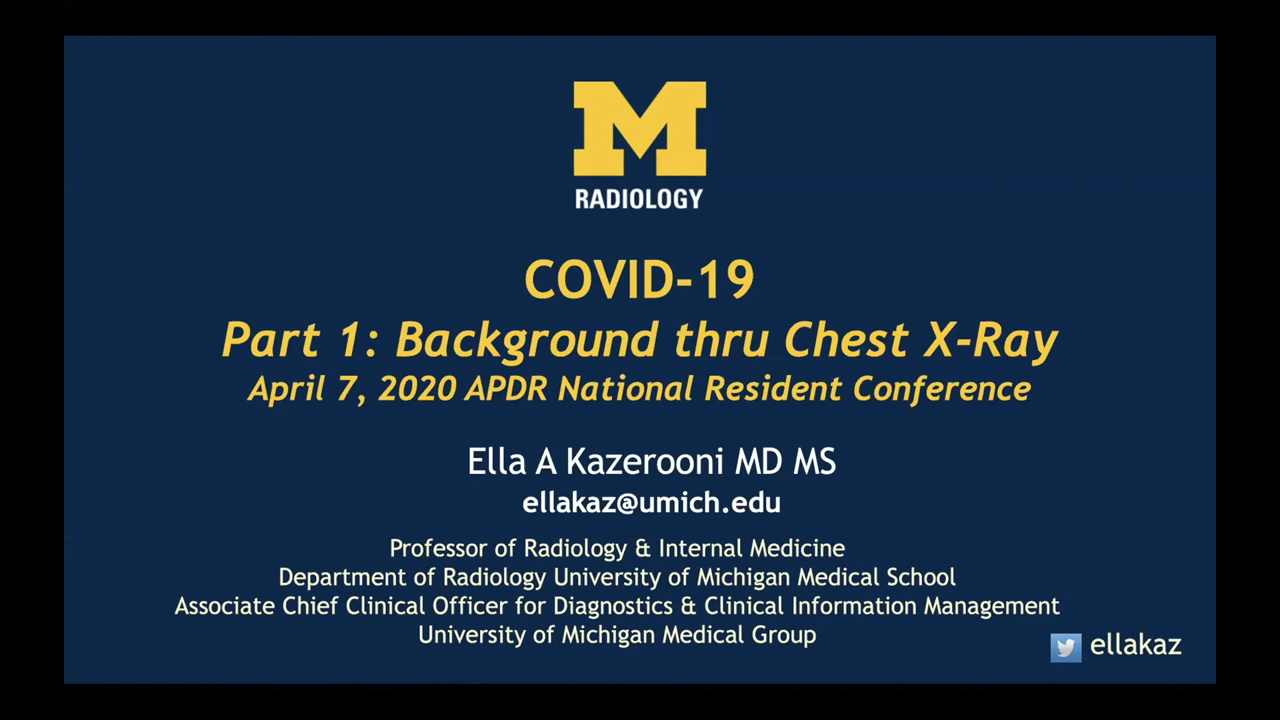 M
RADIOLOGY
COVID-19
Part 1: Background thru Chest X-Ray
April 7, 2020 APDR National Resident Conference
Ella A Kazerooni MD MS
ellakaz@umich.edu
Professor of Radiology & Internal Medicine
Department of Radiology University of Michigan Medical School
Associate Chief Clinical Officer for Diagnostics & Clinical Information Management
University of Michigan Medical Group
ellakaz